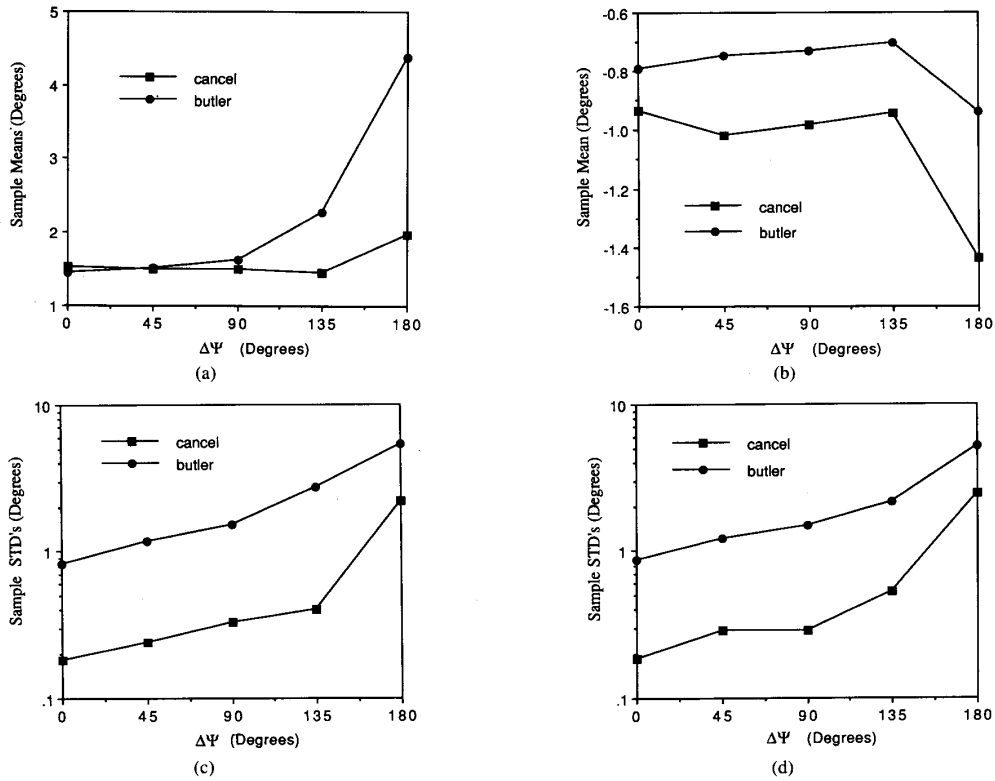 5
4
3
2
1
Sample Means (Degrees)
cancel
butler
0 45 90 135 180
ΔΨ (Degrees)
(a)
-0.6
-0.8
-1.0
-1.2
-1.4
-1.6
Sample Mean (Degrees)
cancel
butler
0 45 90 135 180
ΔΨ (Degrees)
(b)
10
1
.1
Sample STD's (Degrees)
cancel
butler
0 45 90 135 180
ΔΨ (Degrees)
(c)
10
1
.1
Sample STD's (Degrees)
cancel
butler
0 45 90 135 180
ΔΨ (Degrees)
(d)